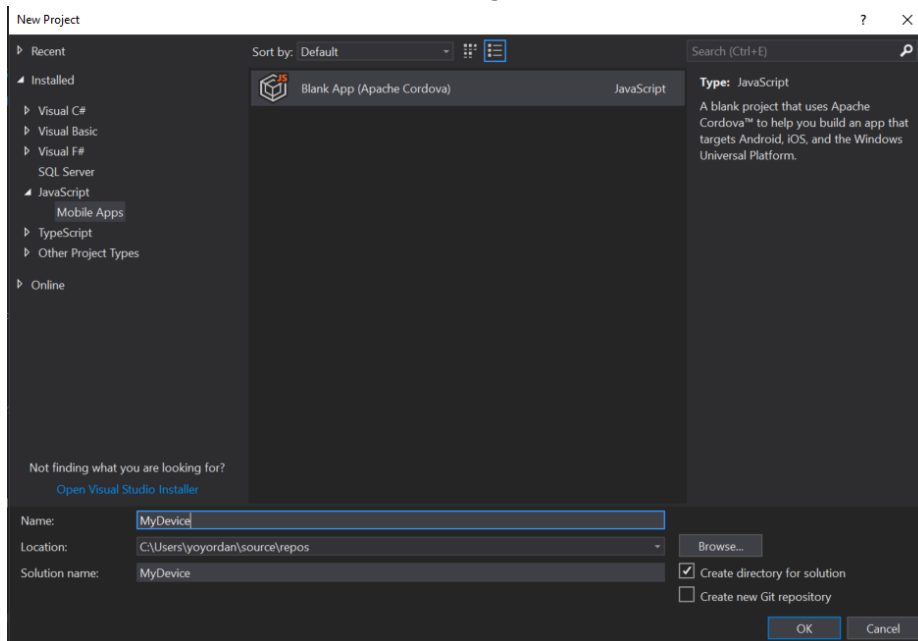 New Project
?
Recent
Installed
Visual C#
Visual Basic
Visual F#
SQL Server
JavaScript
Mobile Apps
TypeScript
Other Project Types
Online
Not finding what you are looking for?
Open Visual Studio Installer
Sort by: Default
JS
Blank App (Apache Cordova) JavaScript
Search (Ctrl+E)
Type: JavaScript
A blank project that uses Apache
Cordova™ to help you build an app that
targets Android, iOS, and the Windows
Universal Platform.
Name: MyDevice
Location: C:\Users\yoyordan\source\repos
Browse...
Solution name: MyDevice
Create directory for solution
Create new Git repository
OK Cancel